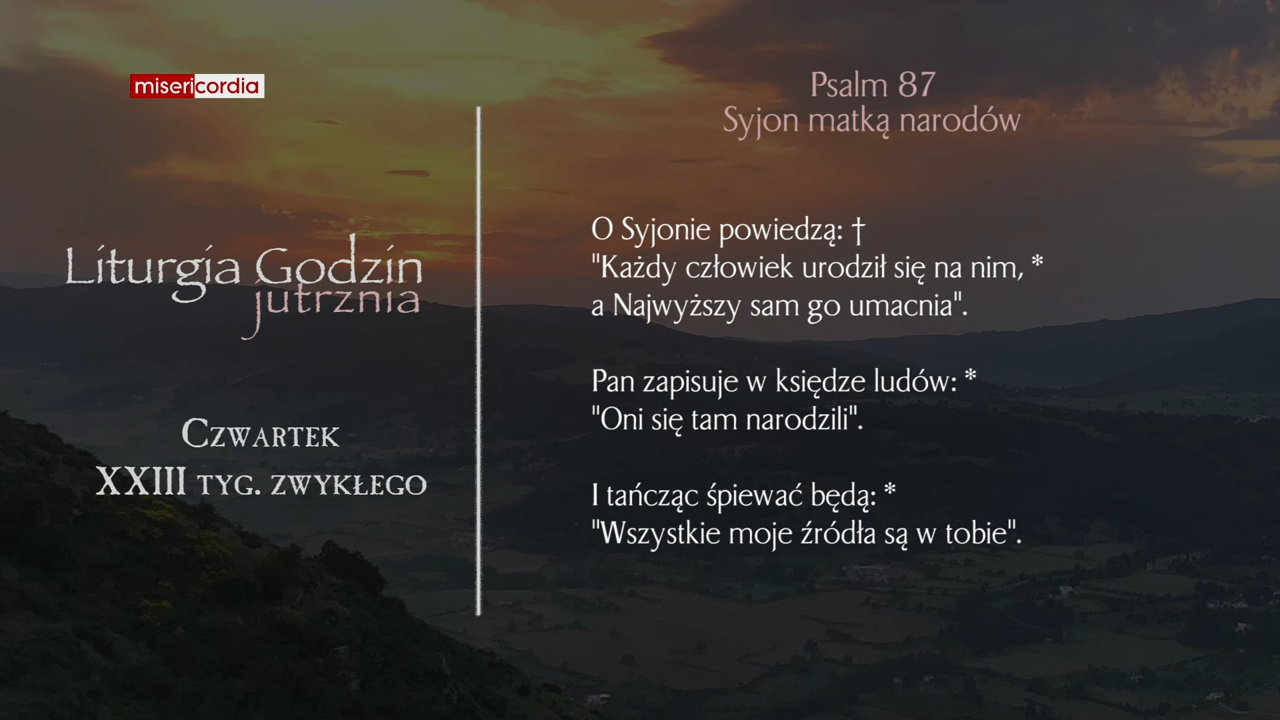 misericordia
Liturgia Godzin
jutrznia
Czwartek
XXIII tyg. zwykłego
Psalm 87
Syjon matką narodów
O Syjonie powiedzą: †
"Każdy człowiek urodził się na nim, *
a Najwyższy sam go umacnia".
Pan zapisuje w księdze ludów: *
"Oni się tam narodzili".
I tańcząc śpiewać będą: *
"Wszystkie moje źródła są w tobie".